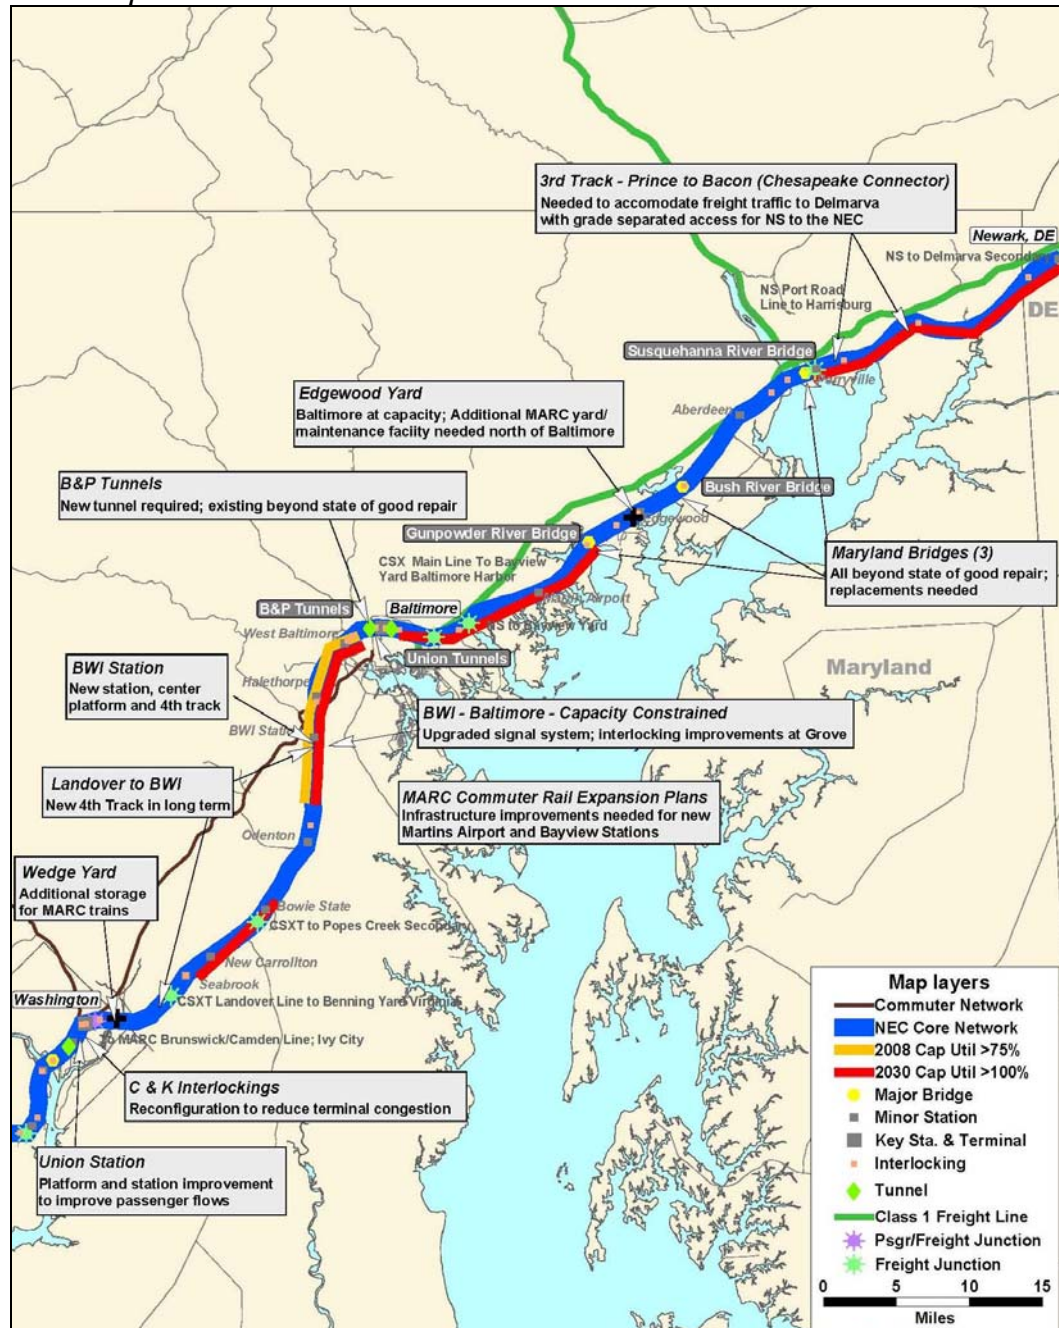 3rd Track - Prince to Bacon (Chesapeake Connector)
Needed to accomodate freight traffic to Delmarva
with grade separated access for NS to the NEC
Newark, DE
NS to Delmarva Secondary
DE
NS Port Road
Line to Harrisburg
Susquehanna River Bridge
Perryville
Edgewood Yard
Baltimore at capacity; Additional MARC yard/
maintenance faciity needed north of Baltimore
Aberdeen
B&P Tunnels
New tunnel required; existing beyond state of good repair
Bush River Bridge
Edgewood
Gunpowder River Bridge
CSX Main Line To Bayview
Yard Baltimore Harbor
Maryland Bridges (3)
All beyond state of good repair;
replacements needed
Martin Airport
B&P Tunnels
Baltimore
NS to Bayview Yard
West Baltimore
Union Tunnels
Maryland
BWI Station
New station, center
platform and 4th track
Halethorpe
BWI Station
BWI - Baltimore - Capacity Constrained
Upgraded signal system; interlocking improvements at Grove
Landover to BWI
New 4th Track in long term
MARC Commuter Rail Expansion Plans
Infrastructure improvements needed for new
Martins Airport and Bayview Stations
Odenton
Wedge Yard
Additional storage
for MARC trains
Bowie State
CSXT to Popes Creek Secondary
New Carrollton
Seabrook
Washington
CSXT Landover Line to Benning Yard Virginia
To MARC Brunswick/Camden Line; Ivy City
C & K Interlockings
Reconfiguration to reduce terminal congestion
Union Station
Platform and station improvement
to improve passenger flows
Map layers
Commuter Network
NEC Core Network
2008 Cap Util >75%
2030 Cap Util >100%
Major Bridge
Minor Station
Key Sta. & Terminal
Interlocking
Tunnel
Class 1 Freight Line
Psgr/Freight Junction
Freight Junction
0 5 10 15
Miles